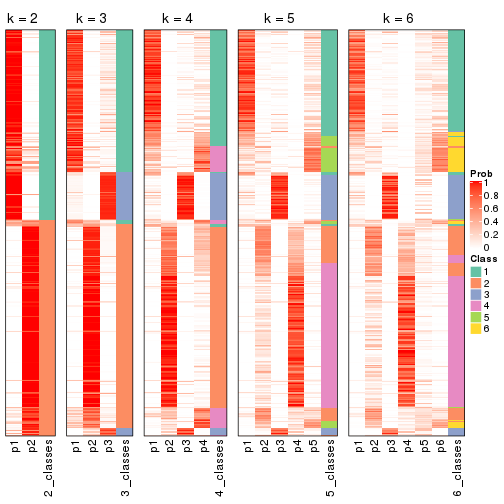 k = 2
k = 3
k = 4
k = 5
k = 6
p1
p2
2_classes
p1
p2
p3
3_classes
p1
p2
p3
p4
4_classes
p1
p2
p3
p4
p5
5_classes
p1
p2
p3
p4
p5
p6
6_classes
Prob
1
0.8
0.6
0.4
0.2
0
Class
1
2
3
4
5
6